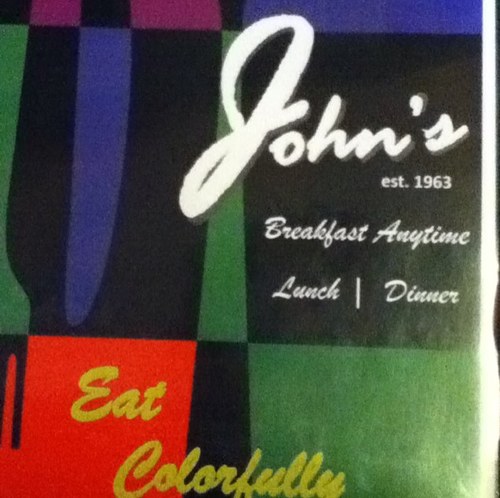 John's
est. 1963
Breakfast Anytime
Lunch | Dinner
Eat
Colorfully